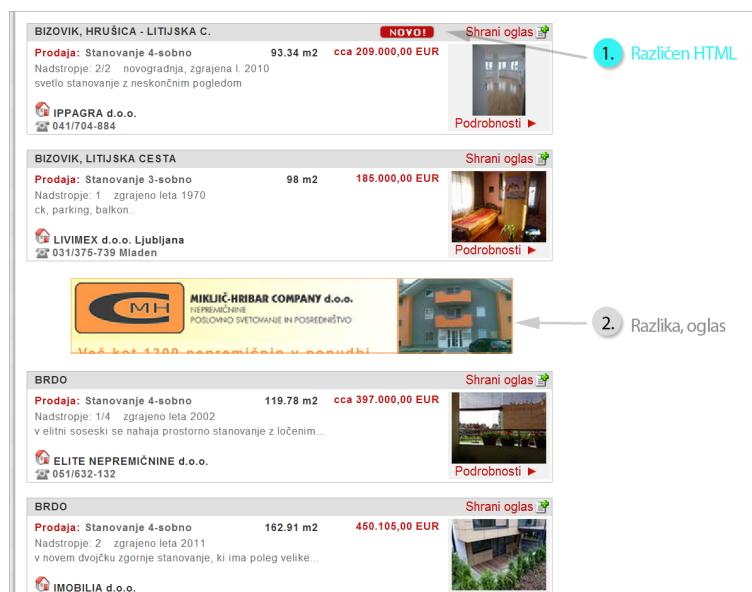 BIZOVIK, HRUŠICA - LITIJSKA C. NOVO! Shrani oglas
Prodaja: Stanovanje 4-sobno 93.34 m2 cca 209.000,00 EUR
Nadstropje: 2/2 novogradnja, zgrajena l. 2010
svetlo stanovanje z neskončnim pogledom
IPPAGRA d.o.o.
041/704-884
Podrobnosti
1. Različen HTML
BIZOVIK, LITIJSKA CESTA Shrani oglas
Prodaja: Stanovanje 3-sobno 98 m2 185.000,00 EUR
Nadstropje: 1 zgrajeno leta 1970
ck, parking, balkon..
LIVIMEX d.o.o. Ljubljana
031/375-739 Mladen
Podrobnosti
CMH
MIKLJIČ-HRIBAR COMPANY d.o.o.
NEPREMIČNINE
POSLOVNO SVETOVANJE IN POSREDNIŠTVO
Več kot 1300 nepremičnin v ponudbi
2. Razlika, oglas
BRDO Shrani oglas
Prodaja: Stanovanje 4-sobno 119.78 m2 cca 397.000,00 EUR
Nadstropje: 1/4 zgrajeno leta 2002
v elitni soseski se nahaja prostorno stanovanje z ločenim...
ELITE NEPREMIČNINE d.o.o.
051/632-132
Podrobnosti
BRDO Shrani oglas
Prodaja: Stanovanje 4-sobno 162.91 m2 450.105,00 EUR
Nadstropje: 2 zgrajeno leta 2011
v novem dvojčku zgornje stanovanje, ki ima poleg velike...
IMOBILIA d.o.o.